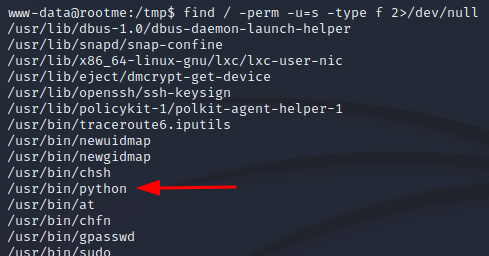 www-data@rootme:/tmp$ find / -perm -u=s -type f 2>/dev/null
/usr/lib/dbus-1.0/dbus-daemon-launch-helper
/usr/lib/snapd/snap-confine
/usr/lib/x86_64-linux-gnu/lxc/lxc-user-nic
/usr/lib/eject/dmcrypt-get-device
/usr/lib/openssh/ssh-keysign
/usr/lib/policykit-1/polkit-agent-helper-1
/usr/bin/traceroute6.iputils
/usr/bin/newuidmap
/usr/bin/newgidmap
/usr/bin/chsh
/usr/bin/python
/usr/bin/at
/usr/bin/chfn
/usr/bin/gpasswd
/usr/bin/sudo